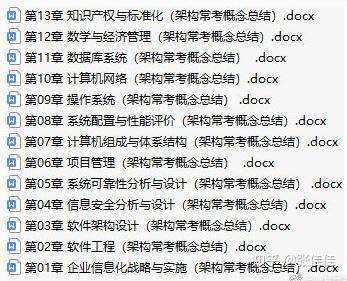 第13章 知识产权与标准化（架构常考概念总结）.docx
第12章 数学与经济管理（架构常考概念总结）.docx
第11章 数据库系统（架构常考概念总结）.docx
第10章 计算机网络（架构常考概念总结）.docx
第09章 操作系统（架构常考概念总结）.docx
第08章 系统配置与性能评价（架构常考概念总结）.docx
第07章 计算机组成与体系结构（架构常考概念总结）.docx
第06章 项目管理（架构常考概念总结）.docx
第05章 系统可靠性分析与设计（架构常考概念总结）.docx
第04章 信息安全分析与设计（架构常考概念总结）.docx
第03章 软件架构设计（架构常考概念总结）.docx
第02章 软件工程（架构常考概念总结）.docx
第01章 企业信息化战略与实施（架构常考概念总结）.docx
知乎 @张佳佳